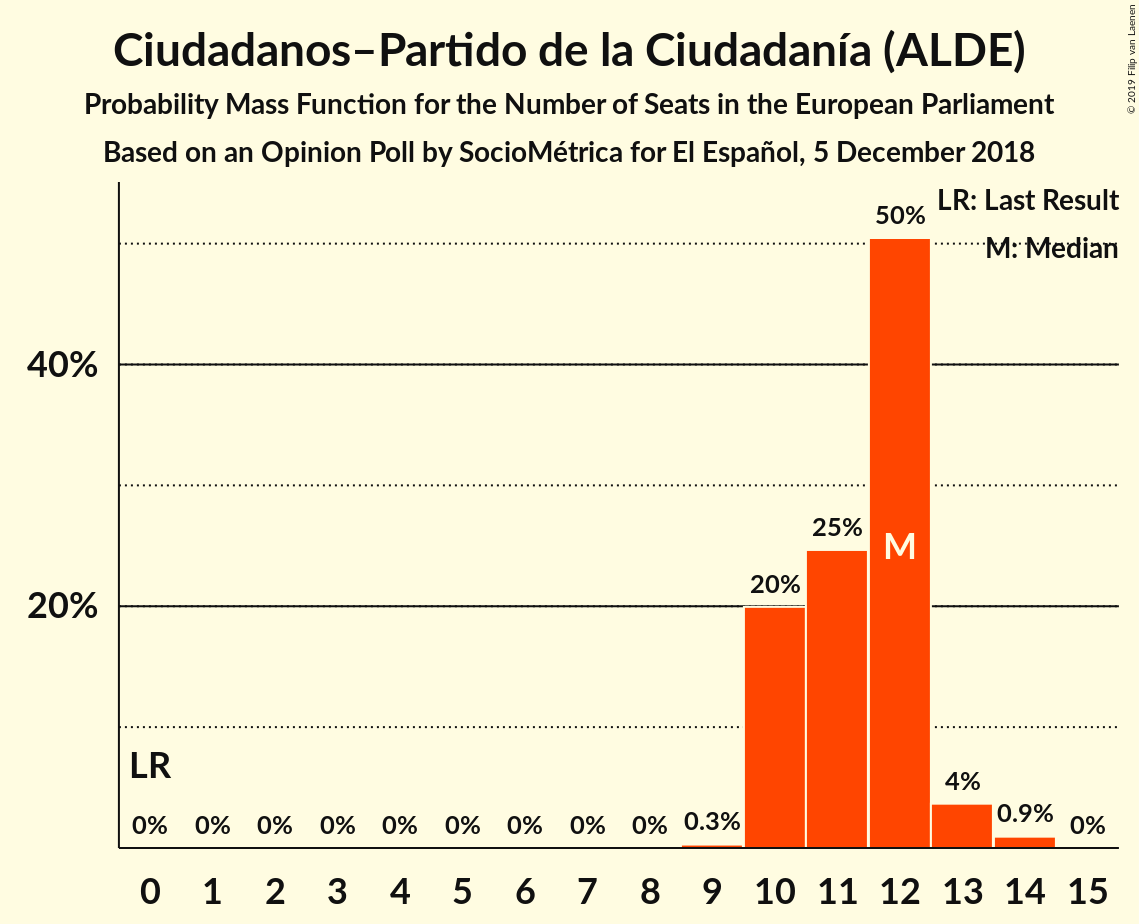 Ciudadanos–Partido de la Ciudadanía (ALDE)
Probability Mass Function for the Number of Seats in the European Parliament
Based on an Opinion Poll by SocioMétrica for El Español, 5 December 2018
© 2019 Filip van Laenen
LR: Last Result
M: Median
40%
20%
LR
M
0% 0% 0% 0% 0% 0% 0% 0% 0% 0.3% 20% 25% 50% 4% 0.9% 0%
0 1 2 3 4 5 6 7 8 9 10 11 12 13 14 15